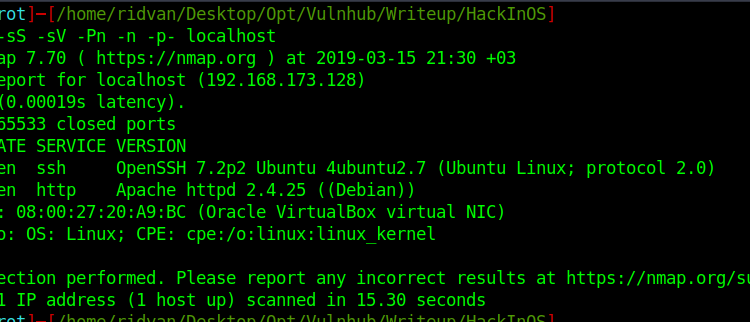 rot]─[/home/ridvan/Desktop/Opt/Vulnhub/Writeup/HackInOS]
-sS -sV -Pn -n -p- localhost
ap 7.70 ( https://nmap.org ) at 2019-03-15 21:30 +03
eport for localhost (192.168.173.128)
(0.00019s latency).
65533 closed ports
ATE SERVICE VERSION
en  ssh     OpenSSH 7.2p2 Ubuntu 4ubuntu2.7 (Ubuntu Linux; protocol 2.0)
en  http    Apache httpd 2.4.25 ((Debian))
: 08:00:27:20:A9:BC (Oracle VirtualBox virtual NIC)
o: OS: Linux; CPE: cpe:/o:linux:linux_kernel
ection performed. Please report any incorrect results at https://nmap.org/su
1 IP address (1 host up) scanned in 15.30 seconds
rot]─[/home/ridvan/Desktop/Opt/Vulnhub/Writeup/HackInOS]